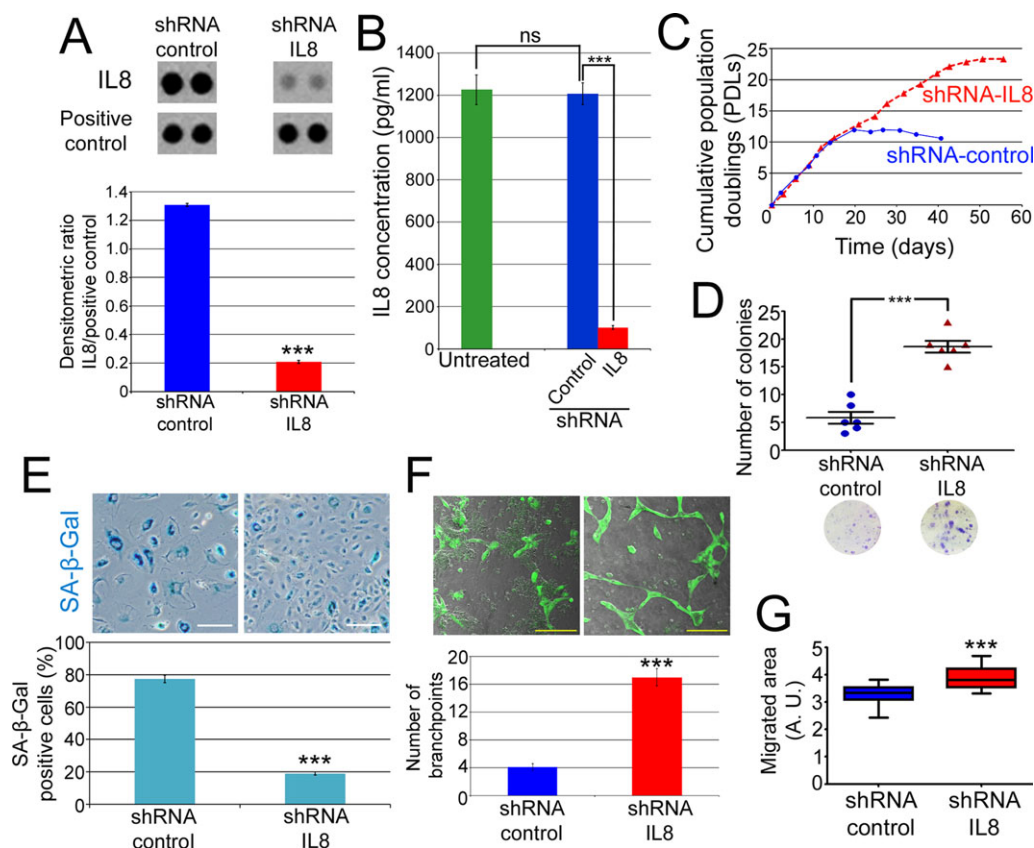 A
shRNA control
shRNA IL8
IL8
Positive control
Densitometric ratio
IL8/positive control
1.4
1.2
1.0
0.8
0.6
0.4
0.2
0
***
shRNA control
shRNA IL8
B
IL8 concentration (pg/ml)
1400
1200
1000
800
600
400
200
0
ns
***
Untreated
Control
IL8
shRNA
C
Cumulative population
doublings (PDLs)
25
20
15
10
5
0
10
20
30
40
50
60
Time (days)
shRNA-IL8
shRNA-control
D
Number of colonies
25
20
15
10
5
0
***
shRNA control
shRNA IL8
E
SA-β-Gal
SA-β-Gal
positive cells (%)
100
80
60
40
20
0
***
shRNA control
shRNA IL8
F
Number of
branchpoints
20
16
12
8
4
0
***
shRNA control
shRNA IL8
G
Migrated area
(A. U.)
5
4
3
2
1
0
***
shRNA control
shRNA IL8